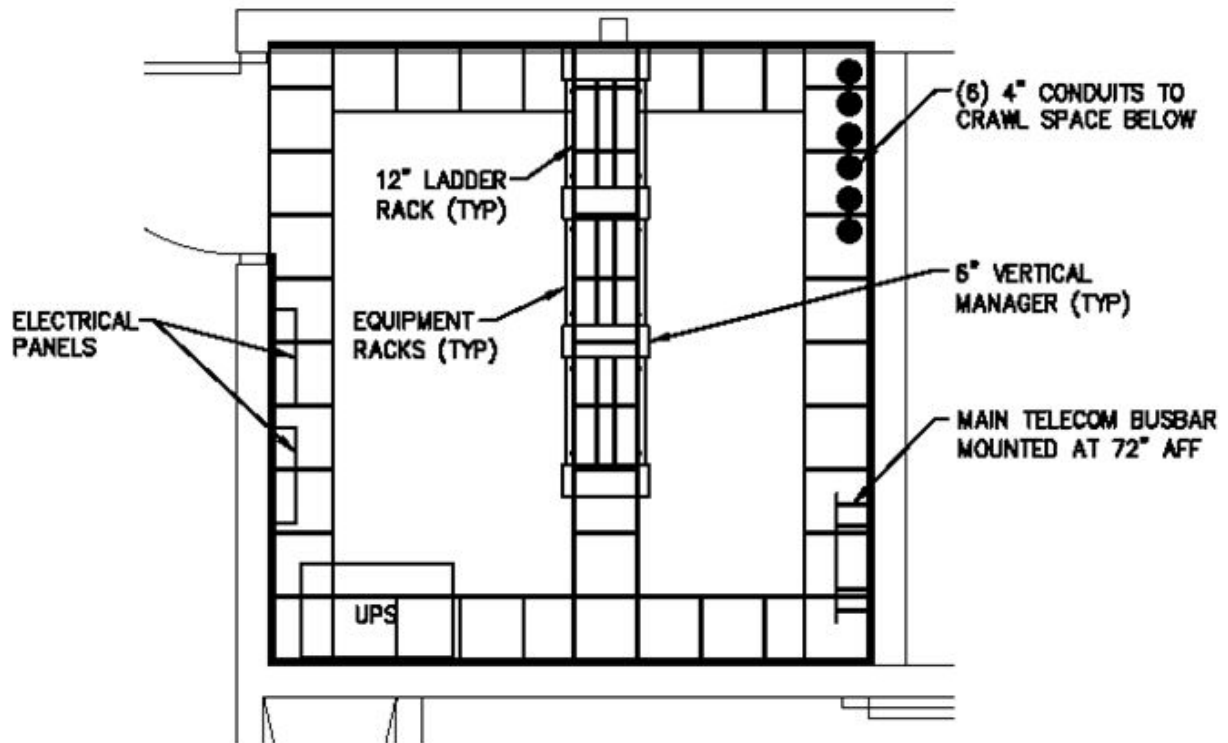 (6) 4" CONDUITS TO
CRAWL SPACE BELOW
12" LADDER
RACK (TYP)
6" VERTICAL
MANAGER (TYP)
ELECTRICAL
PANELS
EQUIPMENT
RACKS (TYP)
MAIN TELECOM BUSBAR
MOUNTED AT 72" AFF
UPS